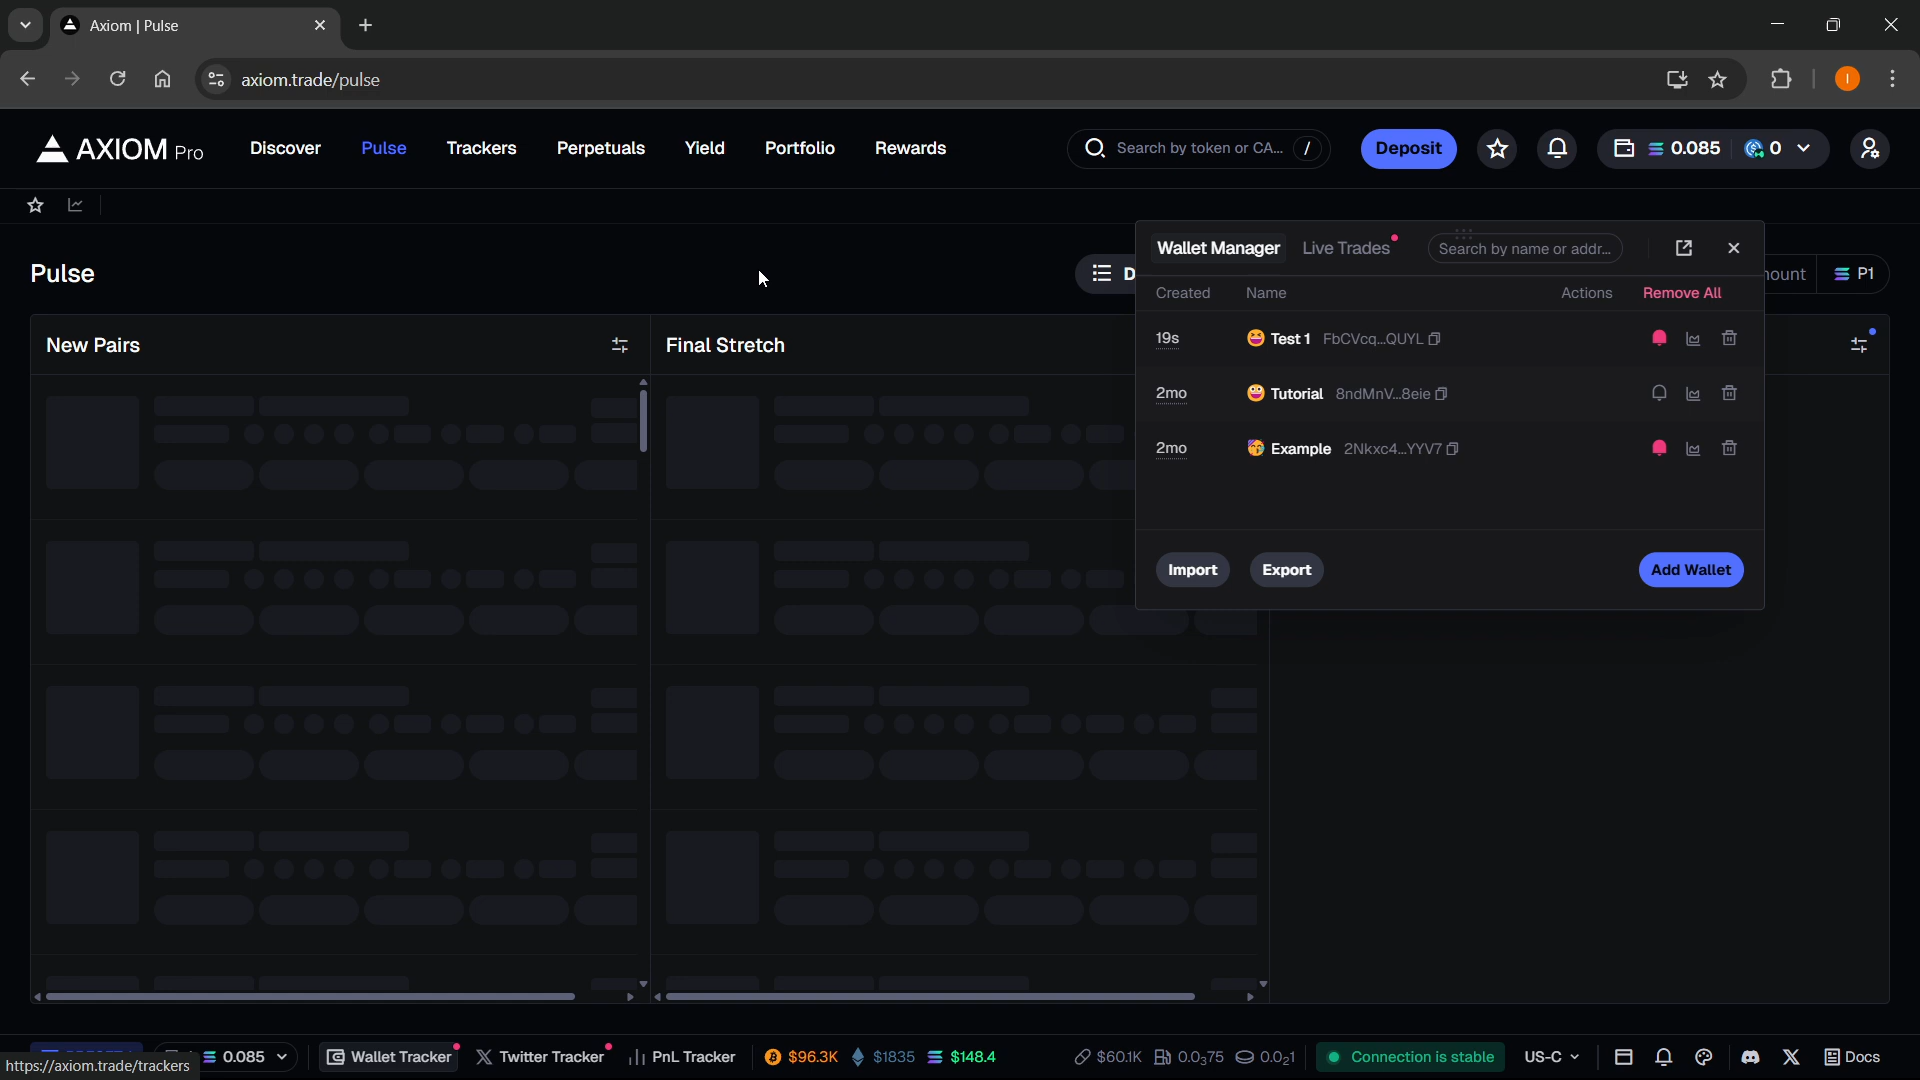 Axiom | Pulse
axiom.trade/pulse
I
AXIOM Pro
Discover
Pulse
Trackers
Perpetuals
Yield
Portfolio
Rewards
Search by token or CA...
/
Deposit
0.085
0
Pulse
D
ount
P1
New Pairs
Final Stretch
Wallet Manager
Live Trades
Search by name or addr...
Created
Name
Actions
Remove All
19s
Test 1 FbCVcq...QUYL
2mo
Tutorial 8ndMnV...8eie
2mo
Example 2Nkxc4...YYV7
Import
Export
Add Wallet
https://axiom.trade/trackers
0.085
Wallet Tracker
Twitter Tracker
PnL Tracker
$96.3K
$1835
$148.4
$60.1K
0.0₃75
0.0₂1
Connection is stable
US-C
Docs